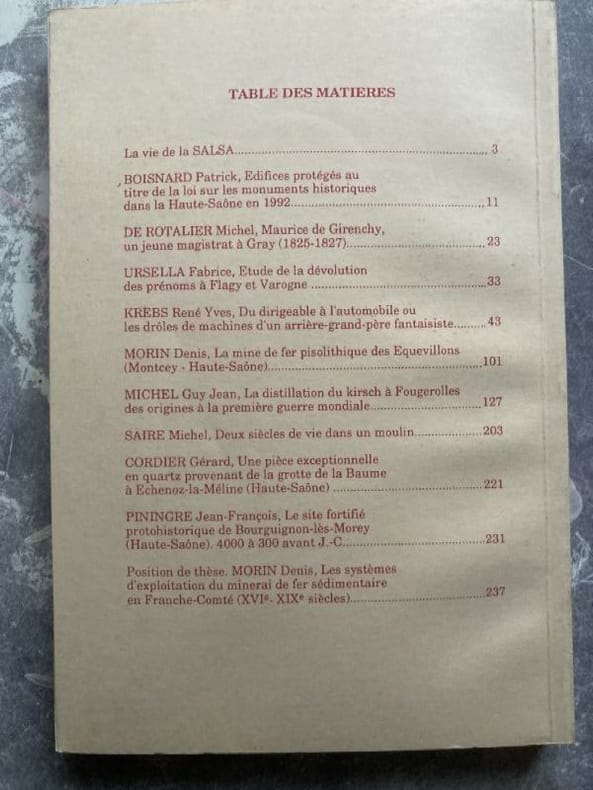 TABLE DES MATIERES
La vie de la SALSA.......... 3
BOISNARD Patrick, Edifices protégés au
titre de la loi sur les monuments historiques
dans la Haute-Saône en 1992.......... 11
DE ROTALIER Michel, Maurice de Girenchy,
un jeune magistrat à Gray (1825-1827).......... 23
URSELLA Fabrice, Etude de la dévolution
des prénoms à Flagy et Varogne .......... 33
KREBS René Yves, Du dirigeable à l'automobile ou
les drôles de machines d'un arrière-grand-père fantaisiste.......... 43
MORIN Denis, La mine de fer pisolithique des Equevillons
(Montcey - Haute-Saône).......... 101
MICHEL Guy Jean, La distillation du kirsch à Fougerolles
des origines à la première guerre mondiale.......... 127
SAIRE Michel, Deux siècles de vie dans un moulin.......... 203
CORDIER Gérard, Une pièce exceptionnelle
en quartz provenant de la grotte de la Baume
à Echenoz-la-Méline (Haute-Saône) .......... 221
PININGRE Jean-François, Le site fortifié
protohistorique de Bourguignon-lès-Morey
(Haute-Saône). 4000 à 300 avant J.-C.......... 231
Position de thèse. MORIN Denis, Les systèmes
d'exploitation du minerai de fer sédimentaire
en Franche-Comté (XVIe- XIXe siècles).......... 237